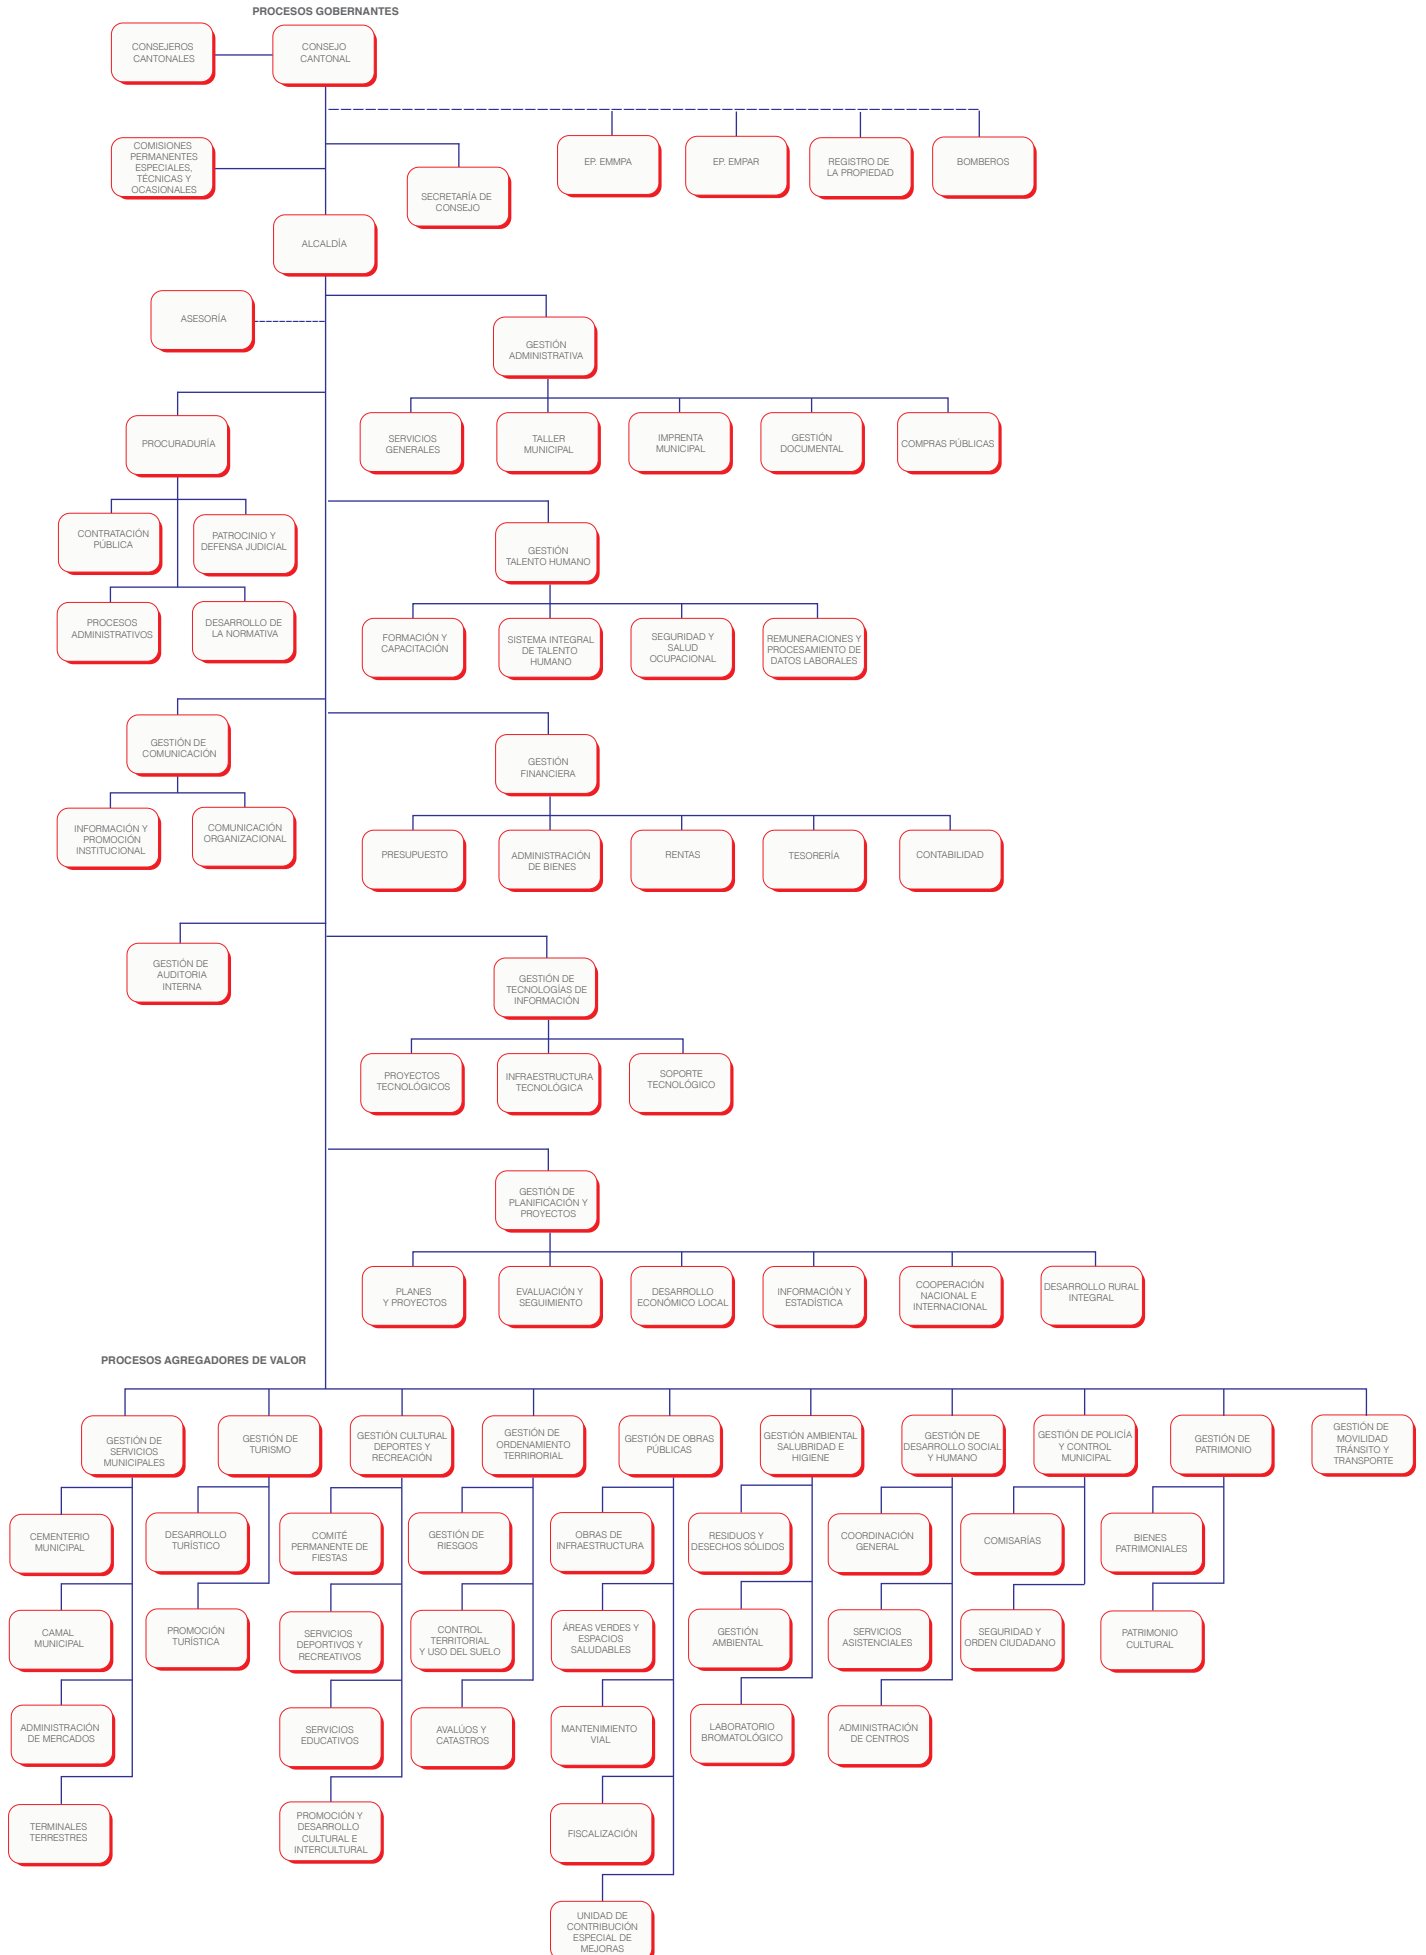 PROCESOS GOBERNANTES
CONSEJEROS
CANTONALES
CONSEJO
CANTONAL
COMISIONES
PERMANENTES
ESPECIALES,
TÉCNICAS Y
OCASIONALES
SECRETARÍA DE
CONSEJO
EP. EMMPA
EP. EMPAR
REGISTRO DE
LA PROPIEDAD
BOMBEROS
ALCALDÍA
ASESORÍA
GESTIÓN
ADMINISTRATIVA
SERVICIOS
GENERALES
TALLER
MUNICIPAL
IMPRENTA
MUNICIPAL
GESTIÓN
DOCUMENTAL
COMPRAS PÚBLICAS
PROCURADURÍA
CONTRATACIÓN
PÚBLICA
PATROCINIO Y
DEFENSA JUDICIAL
PROCESOS
ADMINISTRATIVOS
DESARROLLO DE
LA NORMATIVA
GESTIÓN
TALENTO HUMANO
FORMACIÓN Y
CAPACITACIÓN
SISTEMA INTEGRAL
DE TALENTO
HUMANO
SEGURIDAD Y
SALUD
OCUPACIONAL
REMUNERACIONES Y
PROCESAMIENTO DE
DATOS LABORALES
GESTIÓN DE
COMUNICACIÓN
INFORMACIÓN Y
PROMOCIÓN
INSTITUCIONAL
COMUNICACIÓN
ORGANIZACIONAL
GESTIÓN
FINANCIERA
PRESUPUESTO
ADMINISTRACIÓN
DE BIENES
RENTAS
TESORERÍA
CONTABILIDAD
GESTIÓN DE
AUDITORIA
INTERNA
GESTIÓN DE
TECNOLOGÍAS DE
INFORMACIÓN
PROYECTOS
TECNOLÓGICOS
INFRAESTRUCTURA
TECNOLÓGICA
SOPORTE
TECNOLÓGICO
GESTIÓN DE
PLANIFICACIÓN Y
PROYECTOS
PLANES
Y PROYECTOS
EVALUACIÓN Y
SEGUIMIENTO
DESARROLLO
ECONÓMICO LOCAL
INFORMACIÓN Y
ESTADÍSTICA
COOPERACIÓN
NACIONAL E
INTERNACIONAL
DESARROLLO RURAL
INTEGRAL
PROCESOS AGREGADORES DE VALOR
GESTIÓN DE
SERVICIOS
MUNICIPALES
GESTIÓN DE
TURISMO
GESTIÓN CULTURAL
DEPORTES Y
RECREACIÓN
GESTIÓN DE
ORDENAMIENTO
TERRIRORIAL
GESTIÓN DE OBRAS
PÚBLICAS
GESTIÓN AMBIENTAL
SALUBRIDAD E
HIGIENE
GESTIÓN DE
DESARROLLO SOCIAL
Y HUMANO
GESTIÓN DE POLICÍA
Y CONTROL
MUNICIPAL
GESTIÓN DE
PATRIMONIO
GESTIÓN DE
MOVILIDAD
TRÁNSITO Y
TRANSPORTE
CEMENTERIO
MUNICIPAL
DESARROLLO
TURÍSTICO
COMITÉ
PERMANENTE DE
FIESTAS
GESTIÓN DE
RIESGOS
OBRAS DE
INFRAESTRUCTURA
RESIDUOS Y
DESECHOS SÓLIDOS
COORDINACIÓN
GENERAL
COMISARÍAS
BIENES
PATRIMONIALES
CAMAL
MUNICIPAL
PROMOCIÓN
TURÍSTICA
SERVICIOS
DEPORTIVOS Y
RECREATIVOS
CONTROL
TERRITORIAL
Y USO DEL SUELO
ÁREAS VERDES Y
ESPACIOS
SALUDABLES
GESTIÓN
AMBIENTAL
SERVICIOS
ASISTENCIALES
SEGURIDAD Y
ORDEN CIUDADANO
PATRIMONIO
CULTURAL
ADMINISTRACIÓN
DE MERCADOS
SERVICIOS
EDUCATIVOS
AVALÚOS Y
CATASTROS
MANTENIMIENTO
VIAL
LABORATORIO
BROMATOLÓGICO
ADMINISTRACIÓN
DE CENTROS
TERMINALES
TERRESTRES
PROMOCIÓN Y
DESARROLLO
CULTURAL E
INTERCULTURAL
FISCALIZACIÓN
UNIDAD DE
CONTRIBUCIÓN
ESPECIAL DE
MEJORAS